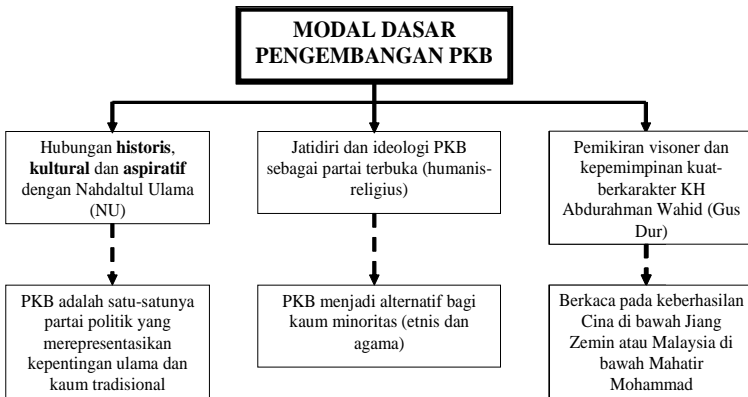 MODAL DASAR
PENGEMBANGAN PKB
Hubungan historis,
kultural dan aspiratif
dengan Nahdaltul Ulama
(NU)
Jatidiri dan ideologi PKB
sebagai partai terbuka (humanis-
religius)
Pemikiran visoner dan
kepemimpinan kuat-
berkarakter KH
Abdurahman Wahid (Gus
Dur)
PKB adalah satu-satunya
partai politik yang
merepresentasikan
kepentingan ulama dan
kaum tradisional
PKB menjadi alternatif bagi
kaum minoritas (etnis dan
agama)
Berkaca pada keberhasilan
Cina di bawah Jiang
Zemin atau Malaysia di
bawah Mahatir
Mohammad